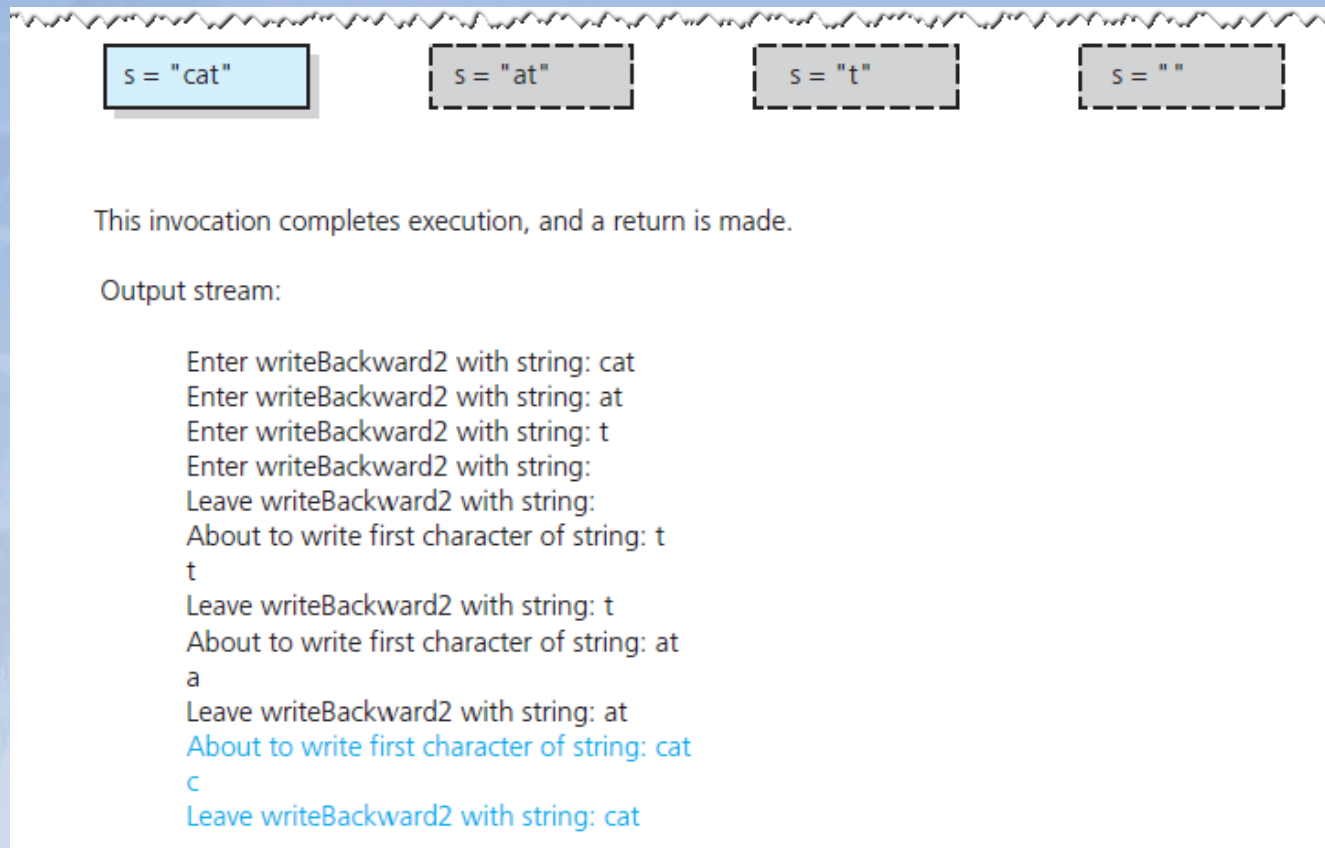 s = "cat" s = "at" s = "t" s = " "
This invocation completes execution, and a return is made.
Output stream:
Enter writeBackward2 with string: cat
Enter writeBackward2 with string: at
Enter writeBackward2 with string: t
Enter writeBackward2 with string:
Leave writeBackward2 with string:
About to write first character of string: t
t
Leave writeBackward2 with string: t
About to write first character of string: at
a
Leave writeBackward2 with string: at
About to write first character of string: cat
c
Leave writeBackward2 with string: cat